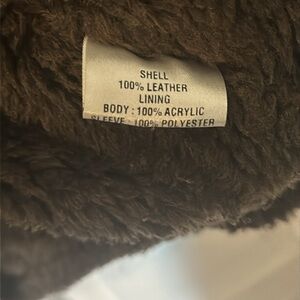 SHELL
100% LEATHER
LINING
BODY : 100% ACRYLIC
SLEEVE : 100% POLYESTER